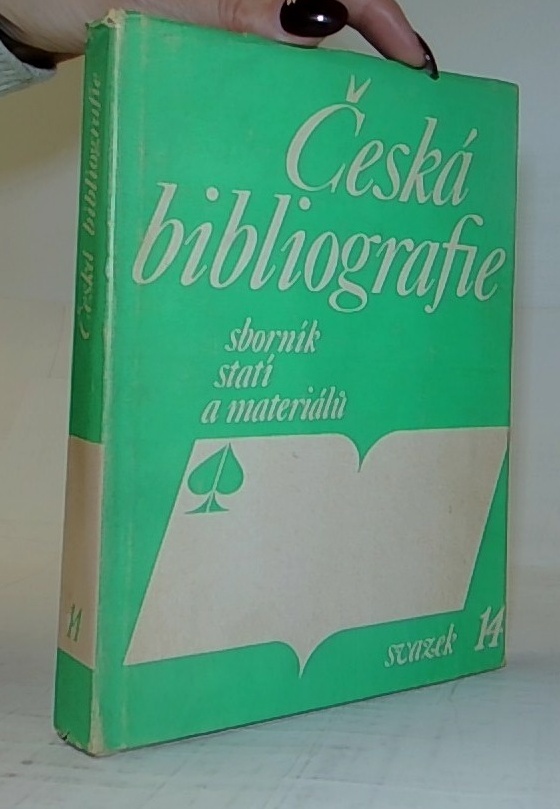 Česká
bibliografie
sborník
statí
a materiálů
svazek 14
Česká bibliografie
14